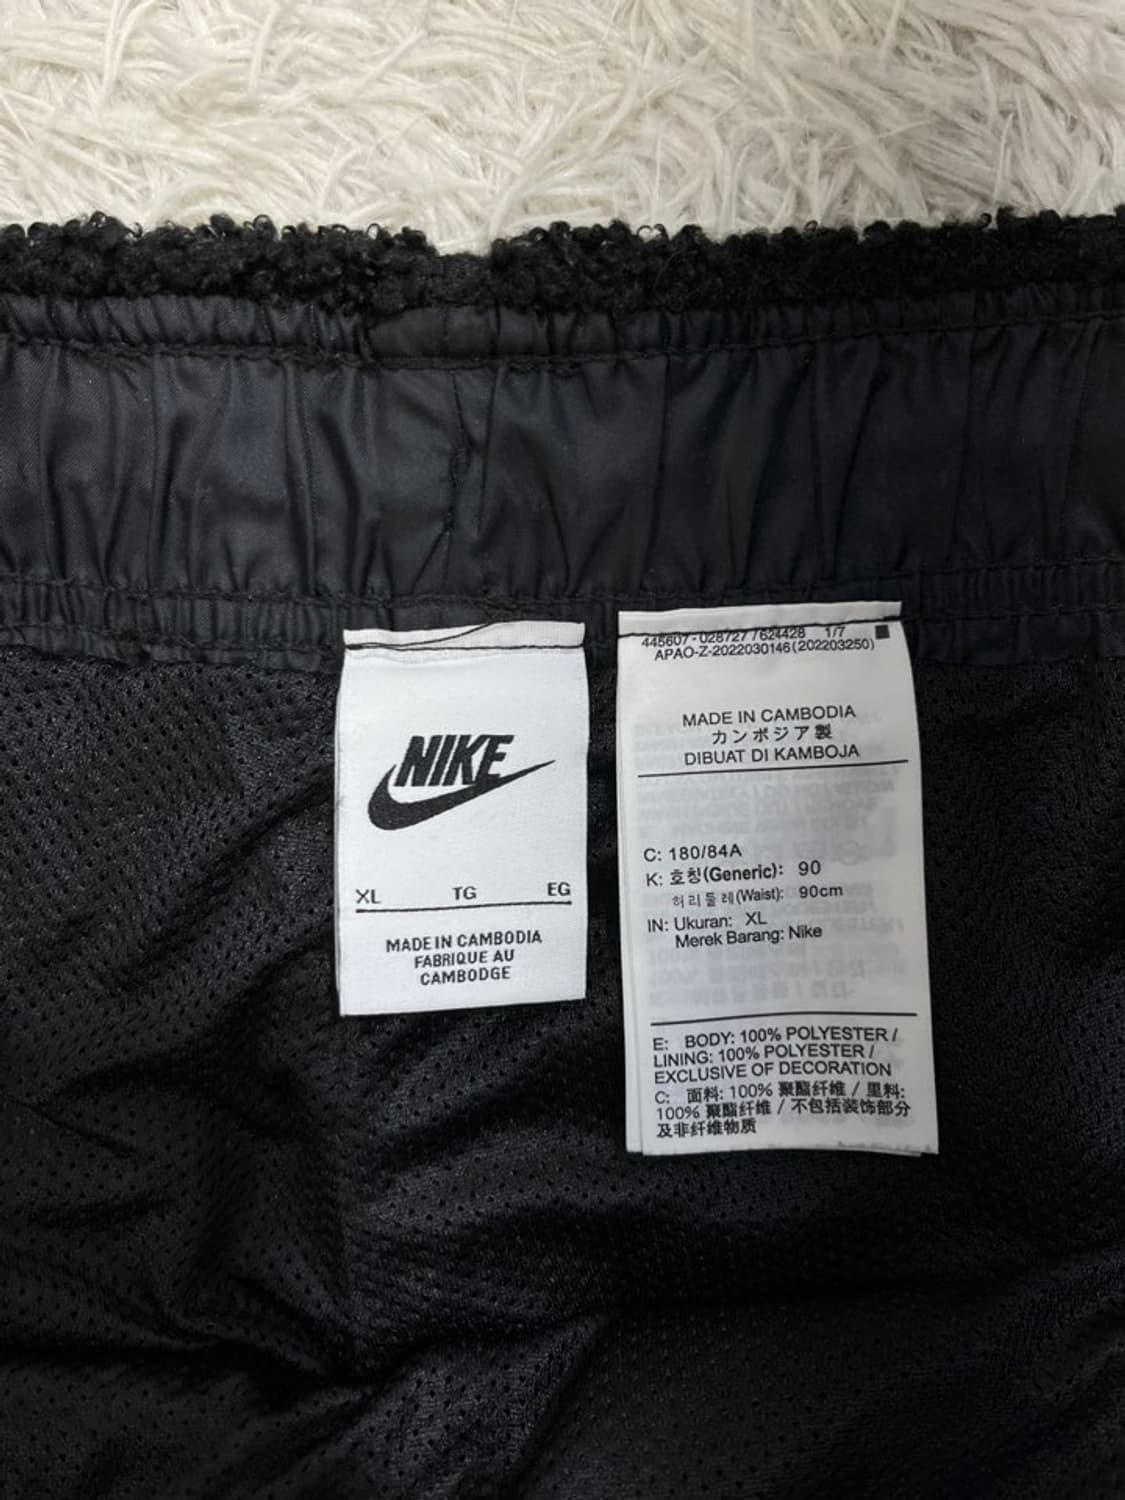 NIKE
XL TG EG
MADE IN CAMBODIA
FABRIQUE AU
CAMBODGE
445607 - 028727 / 624428 1/7
APAO-Z-2022030146 (202203250)
MADE IN CAMBODIA
カンボジア製
DIBUAT DI KAMBOJA
C: 180/84A
K: 호칭(Generic): 90
허리둘레(Waist): 90cm
IN: Ukuran: XL
Merek Barang: Nike
E: BODY: 100% POLYESTER /
LINING: 100% POLYESTER /
EXCLUSIVE OF DECORATION
C: 面料: 100% 聚酯纤维 / 里料:
100% 聚酯纤维 / 不包括装饰部分
及非纤维物质